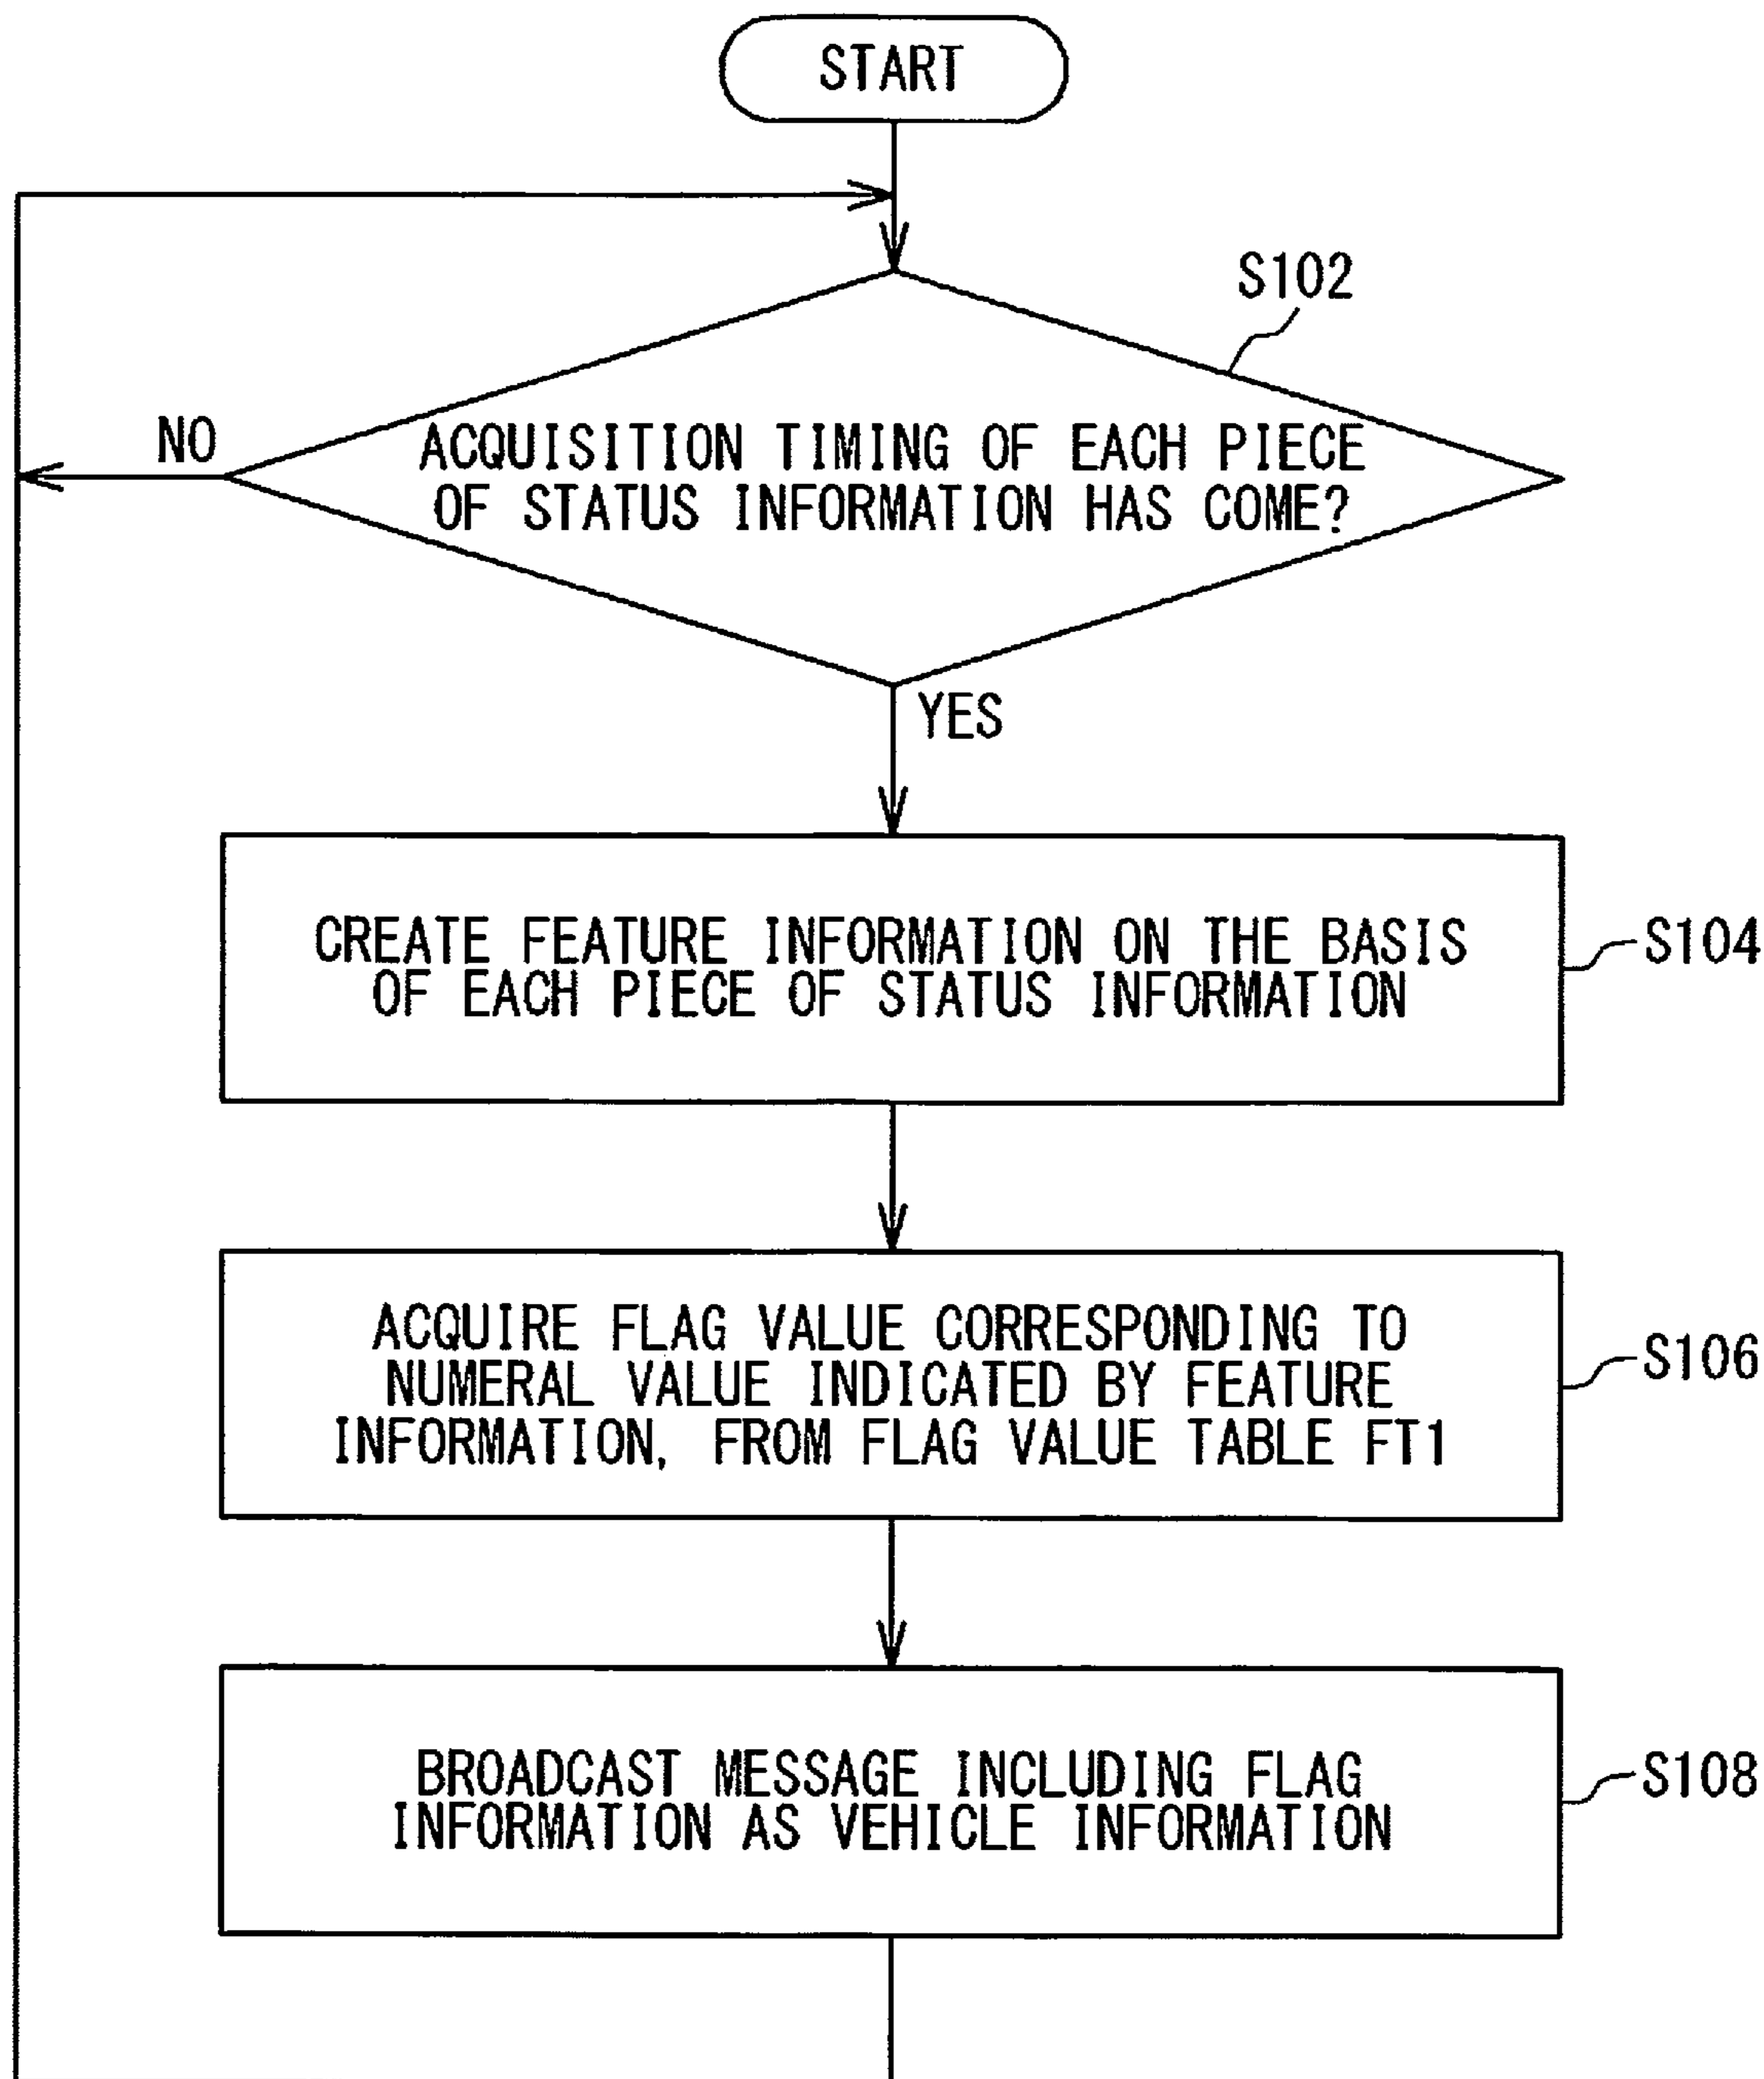 START
S102
NO
ACQUISITION TIMING OF EACH PIECE
OF STATUS INFORMATION HAS COME?
YES
CREATE FEATURE INFORMATION ON THE BASIS
OF EACH PIECE OF STATUS INFORMATION
S104
ACQUIRE FLAG VALUE CORRESPONDING TO
NUMERAL VALUE INDICATED BY FEATURE
INFORMATION, FROM FLAG VALUE TABLE FT1
S106
BROADCAST MESSAGE INCLUDING FLAG
INFORMATION AS VEHICLE INFORMATION
S108